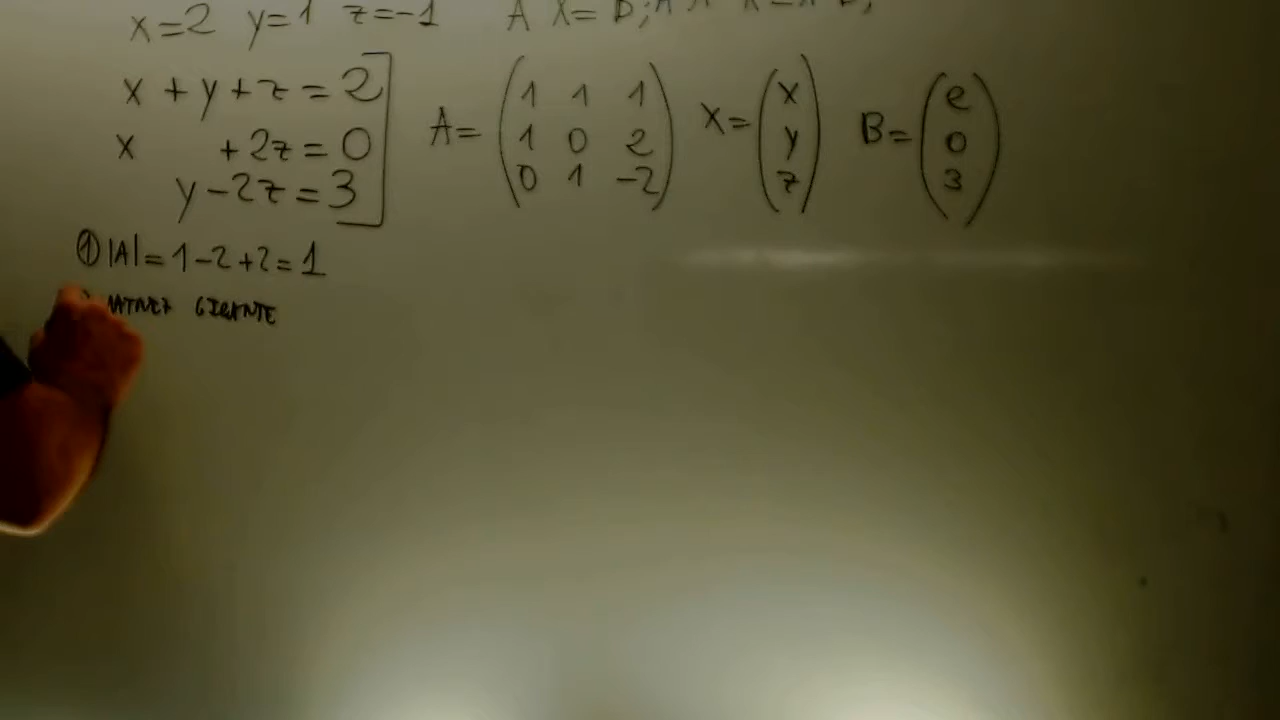 x=2 y=1 z=-1 A X= B;
x + y + z = 2
x +2z = 0
y - 2z = 3
A= (1 1 1
1 0 2
0 1 -2)
X= (x
y
z)
B= (2
0
3)
① |A| = 1-2+2=1
GIGANTE